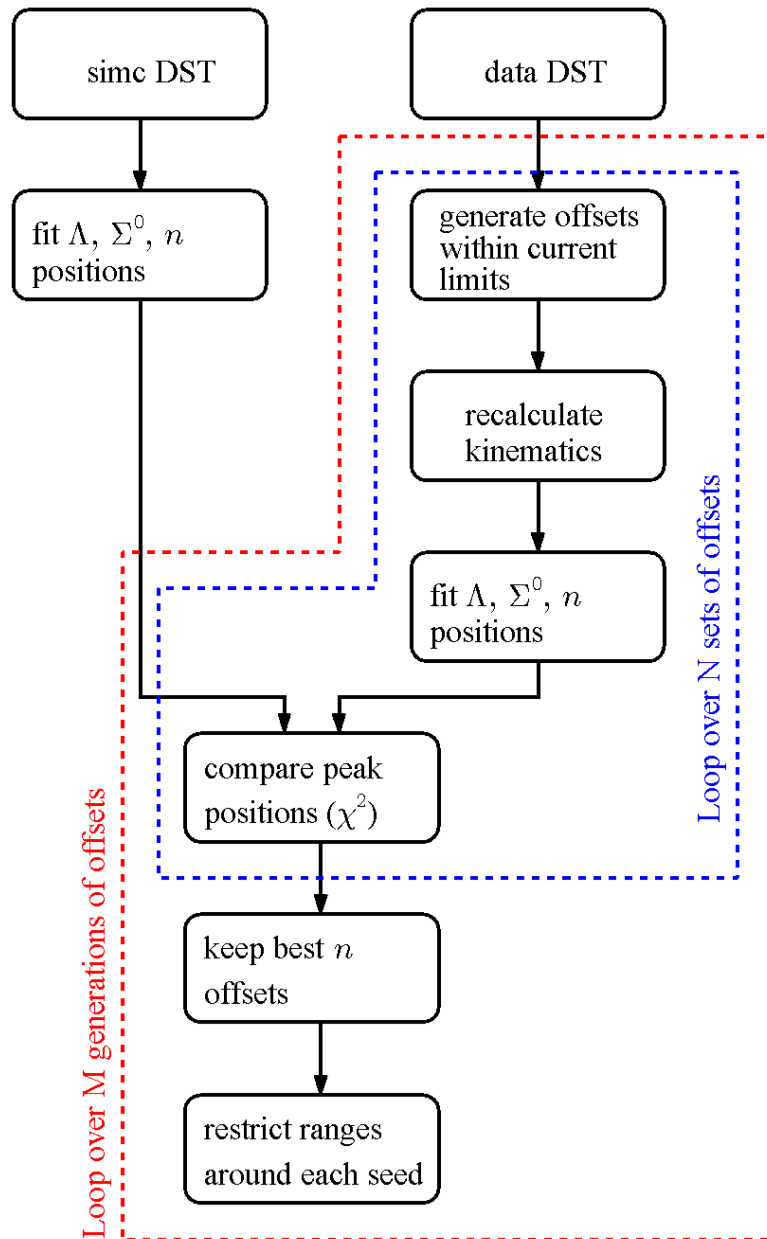 simc DST
data DST
fit Λ, Σ⁰, n
positions
generate offsets
within current
limits
recalculate
kinematics
fit Λ, Σ⁰, n
positions
compare peak
positions (χ²)
keep best n
offsets
restrict ranges
around each seed
Loop over N sets of offsets
Loop over M generations of offsets